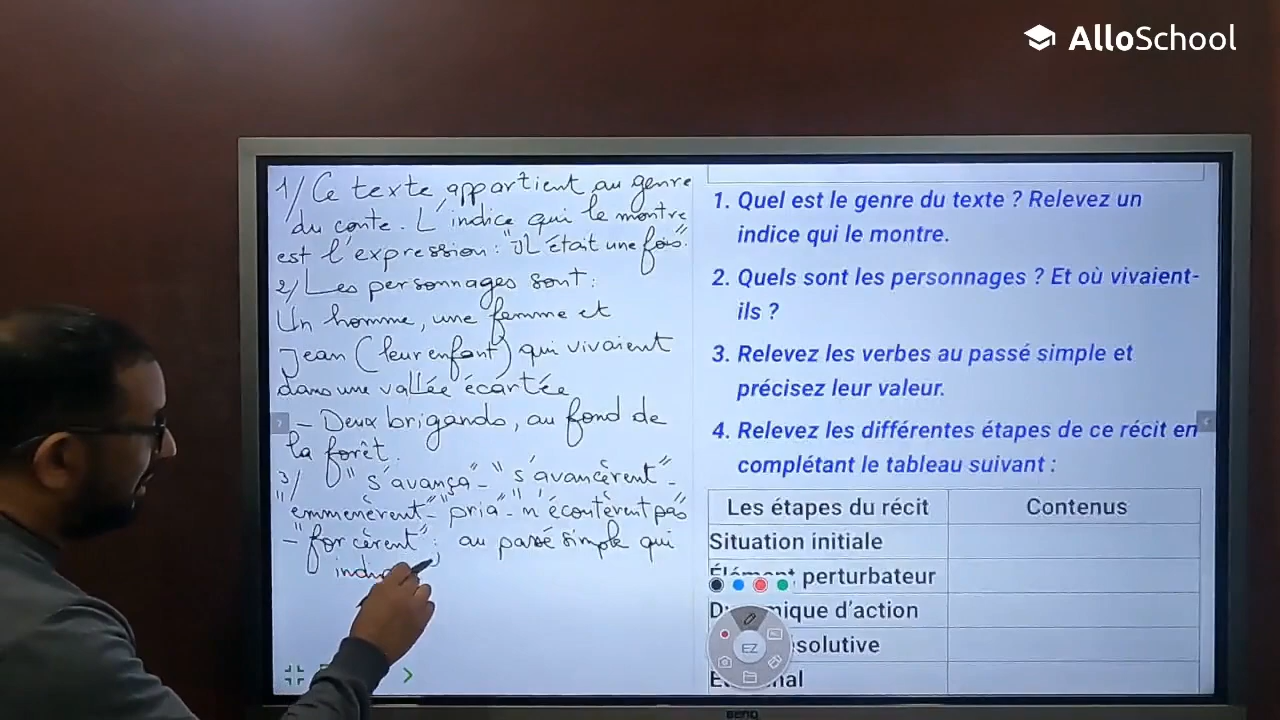 AlloSchool
1/ Ce texte appartient au genre
du conte. L'indice qui le montre
est l'expression : "Il était une fois".
2/ Les personnages sont :
Un homme, une femme et
Jean (leur enfant) qui vivaient
dans une vallée écartée
- Deux brigands, au fond de
la forêt.
3/ "s'avança" - "s'avancèrent" -
"emmenèrent" - "pria" - "n'écoutèrent pas"
- "forcèrent" : au passé simple qui
1. Quel est le genre du texte ? Relevez un
indice qui le montre.
2. Quels sont les personnages ? Et où vivaient-
ils ?
3. Relevez les verbes au passé simple et
précisez leur valeur.
4. Relevez les différentes étapes de ce récit en
complétant le tableau suivant :
Les étapes du récit Contenus
Situation initiale
perturbateur
d'action
EZ
BenQ